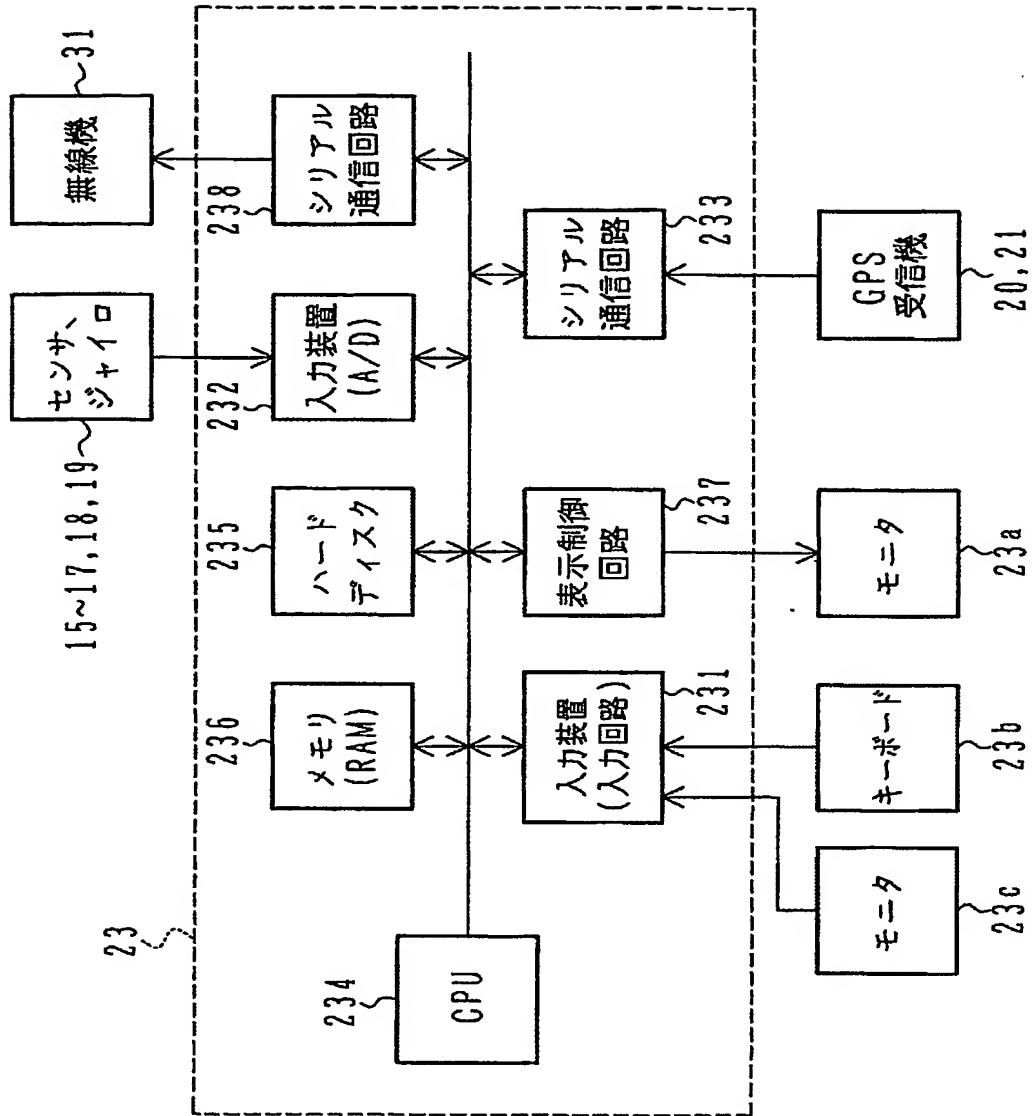 15~17,18,19
センサ、
ジャイロ
無線機
31
23
236
メモリ
(RAM)
235
ハード
ディスク
232
入力装置
(A/D)
238
シリアル
通信回路
234
CPU
入力装置
(入力回路)
231
表示制御
回路
237
シリアル
通信回路
233
モニタ
23c
キーボード
23b
モニタ
23a
GPS
受信機
20,21